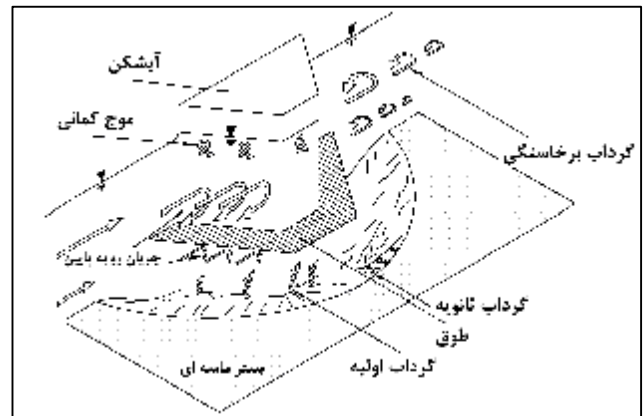 آبشکن
موج کمانی
گرداب برخاستگی
جریان رو به پایین
گرداب ثانویه
طوق
گرداب اولیه
بستر ماسه ای